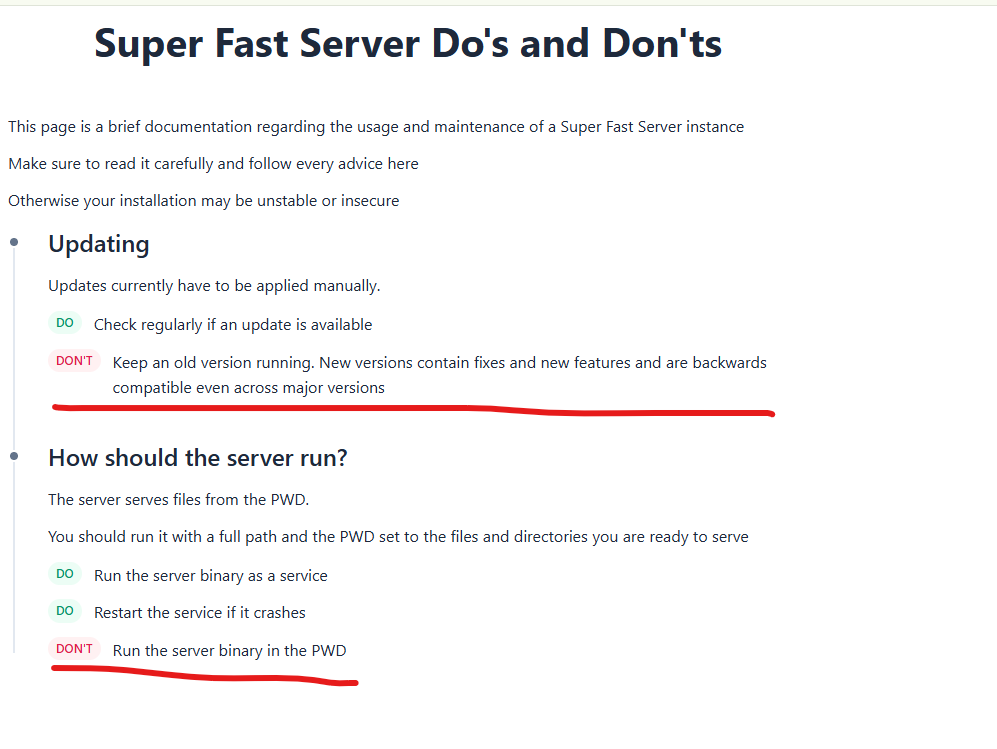 Super Fast Server Do's and Don'ts
This page is a brief documentation regarding the usage and maintenance of a Super Fast Server instance
Make sure to read it carefully and follow every advice here
Otherwise your installation may be unstable or insecure
Updating
Updates currently have to be applied manually.
DO Check regularly if an update is available
DON'T Keep an old version running. New versions contain fixes and new features and are backwards
compatible even across major versions
How should the server run?
The server serves files from the PWD.
You should run it with a full path and the PWD set to the files and directories you are ready to serve
DO Run the server binary as a service
DO Restart the service if it crashes
DON'T Run the server binary in the PWD